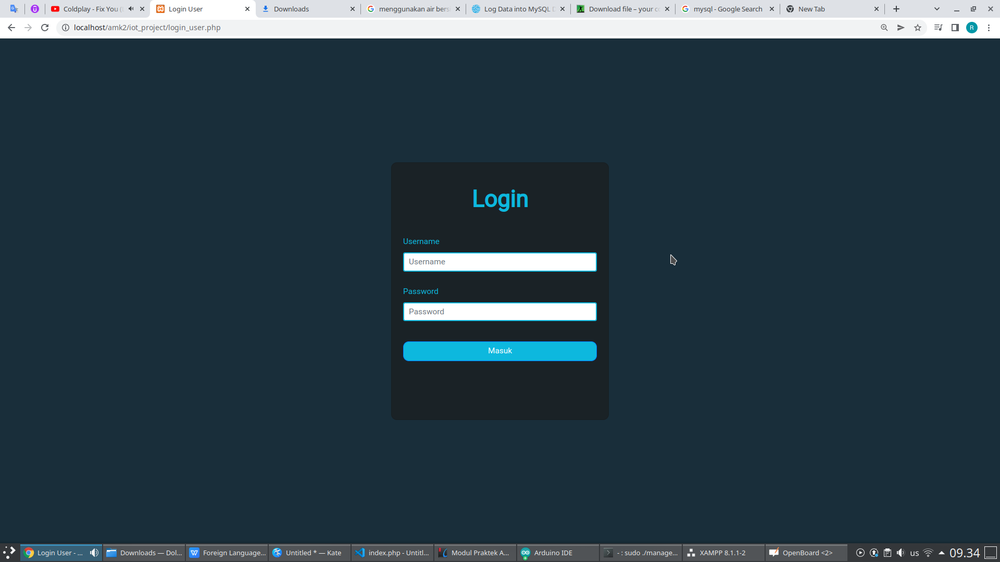 Coldplay - Fix You (
Login User
Downloads
menggunakan air bers
Log Data into MySQL D
Download file – your co
mysql - Google Search
New Tab
localhost/amk2/iot_project/login_user.php
R
Login
Username
Username
Password
Password
Masuk
Login User - ...
Downloads — Dol...
Foreign Language...
Untitled * — Kate
index.php - Untitl...
Modul Praktek A...
Arduino IDE
- : sudo ./manage...
XAMPP 8.1.1-2
OpenBoard <2>
us
09.34